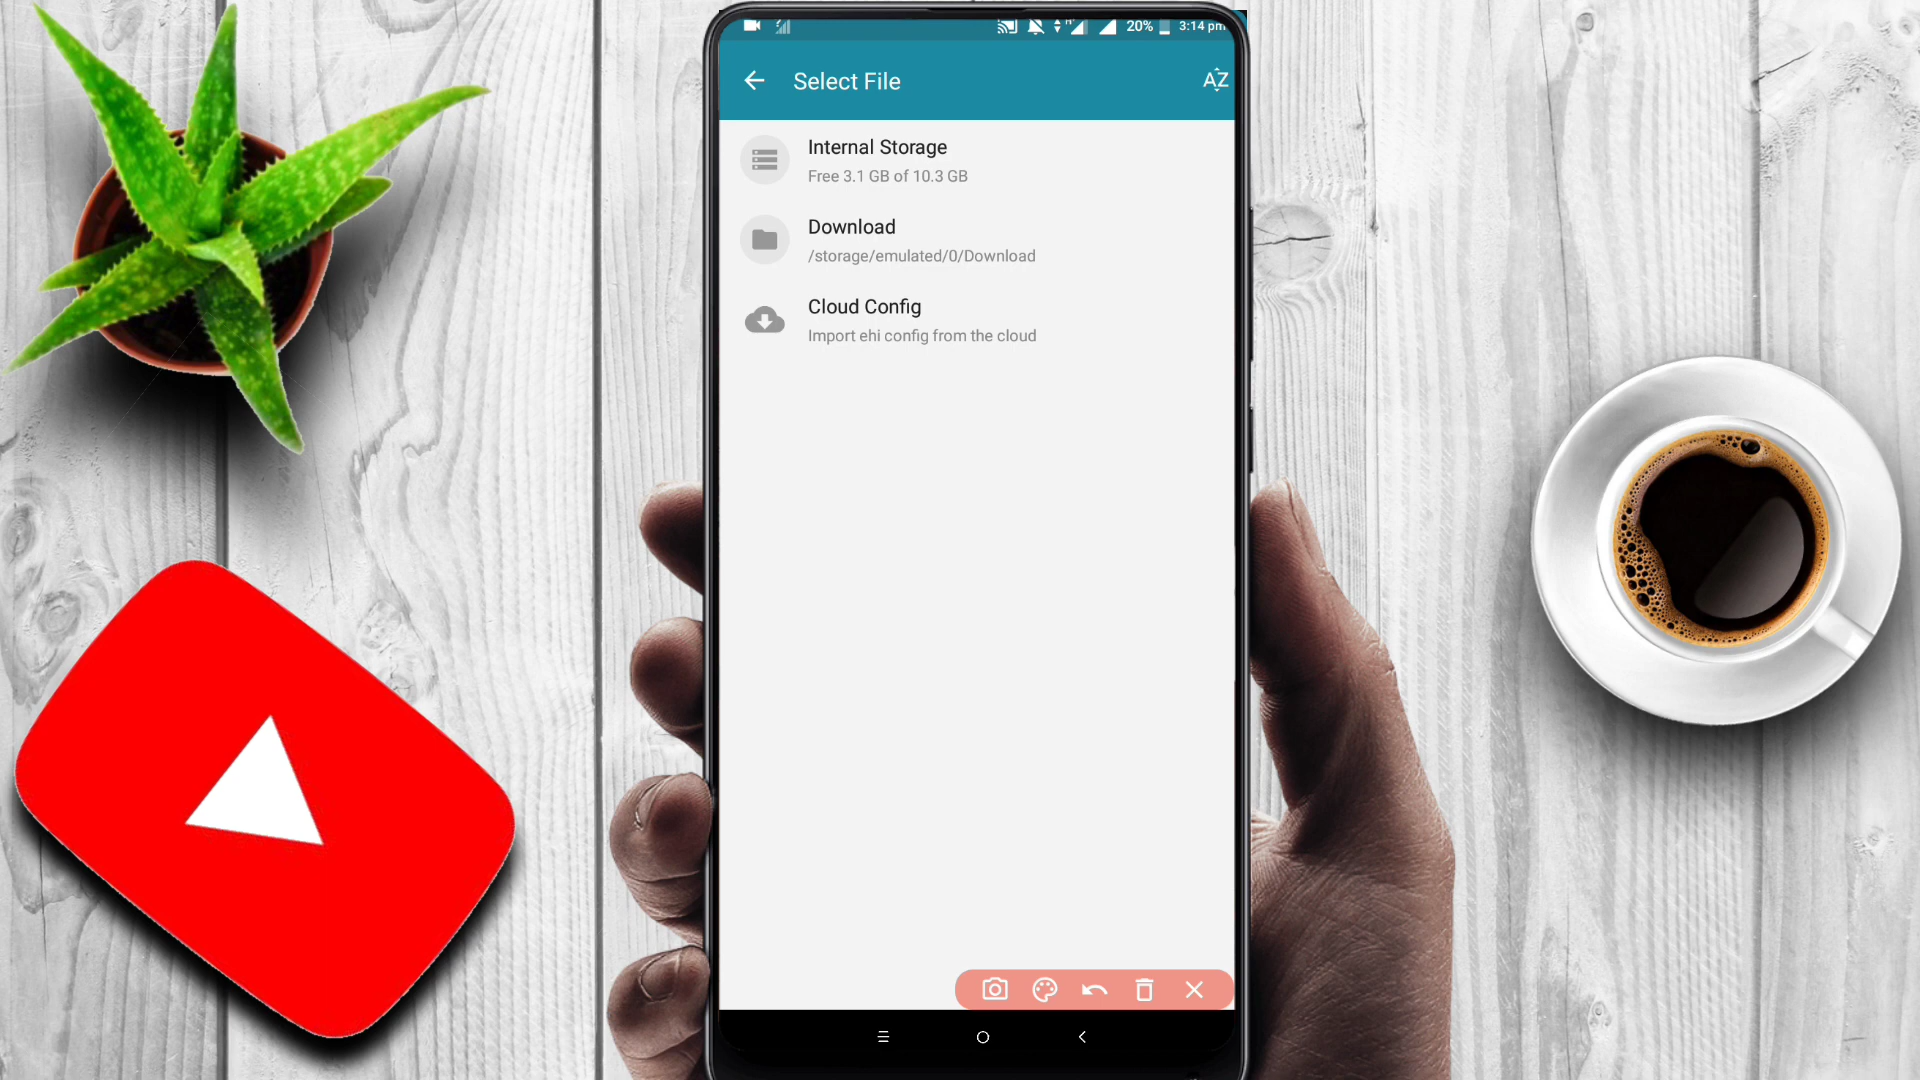 H+
20%
3:14 pm
Select File
AZ
Internal Storage
Free 3.1 GB of 10.3 GB
Download
/storage/emulated/0/Download
Cloud Config
Import ehi config from the cloud